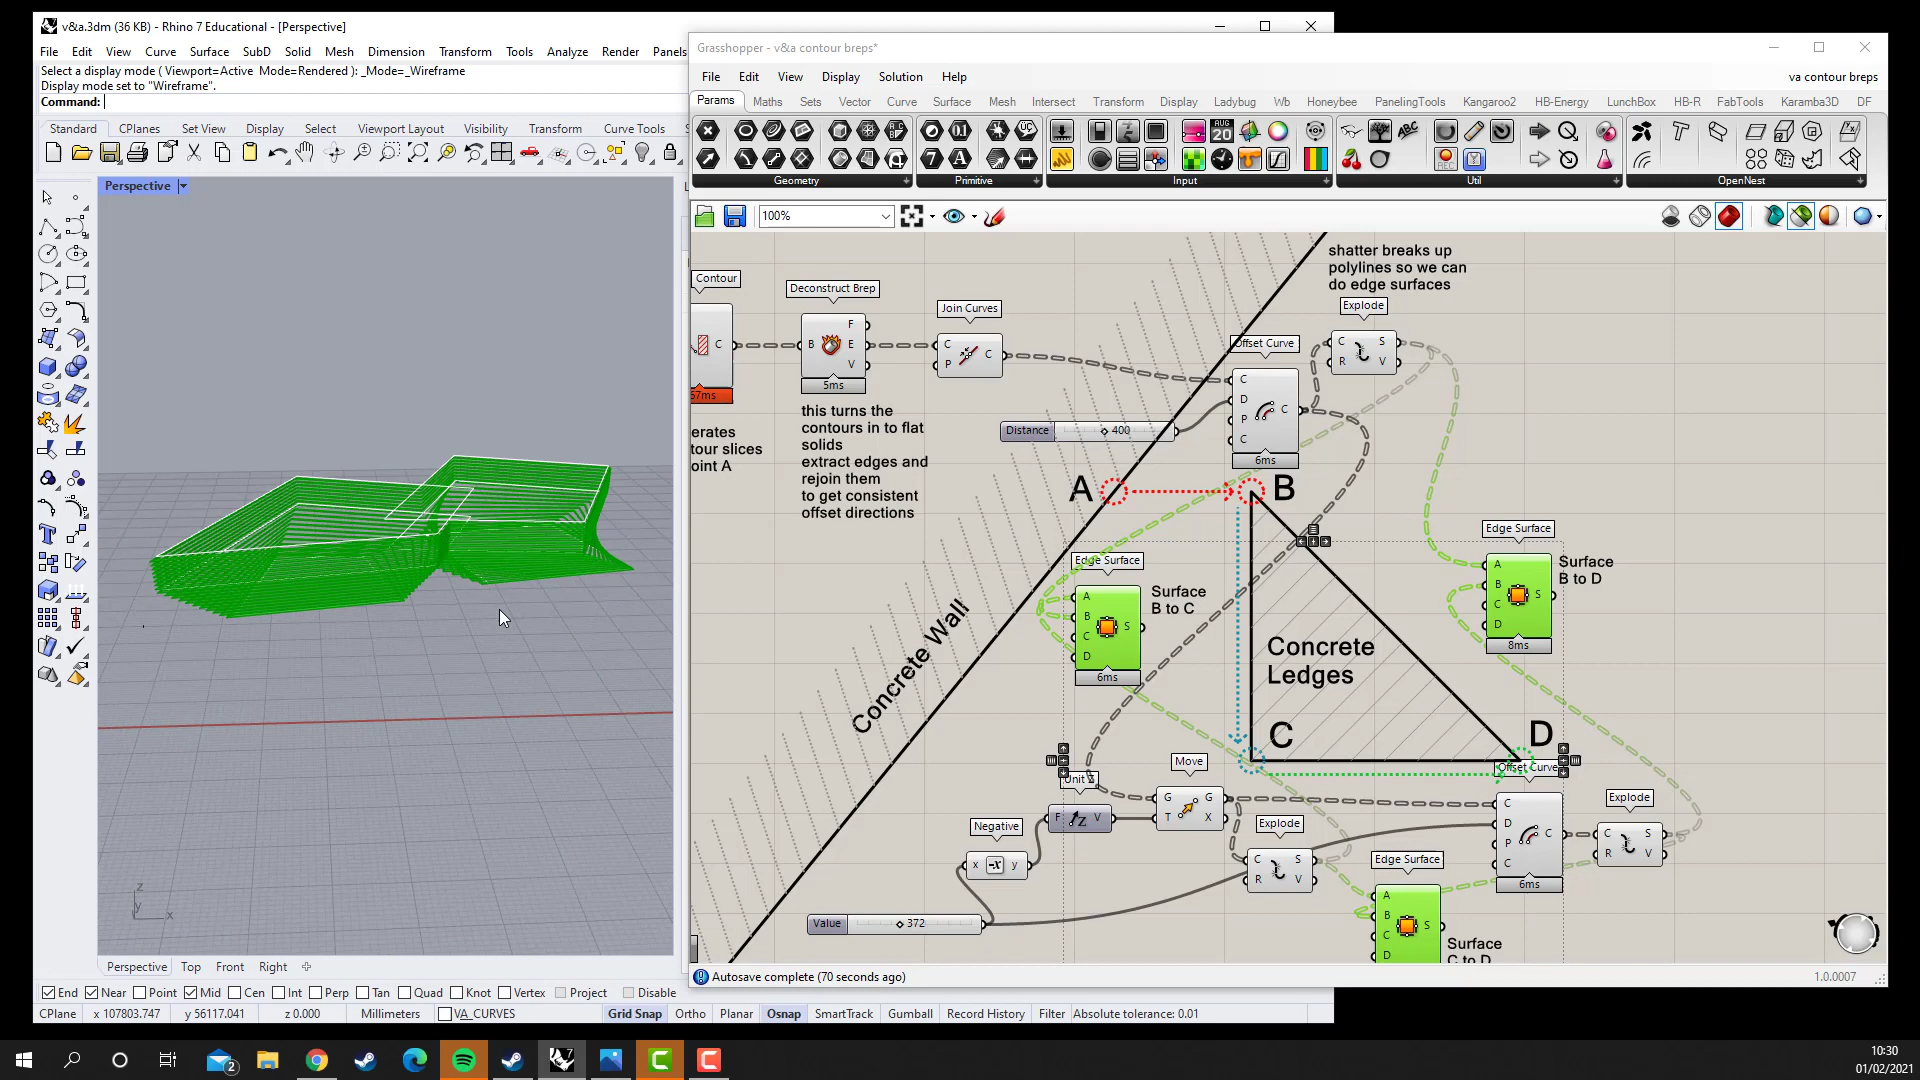 v&a.3dm (36 KB) - Rhino 7 Educational - [Perspective]
File Edit View Curve Surface SubD Solid Mesh Dimension Transform Tools Analyze Render Panels
Select a display mode ( Viewport=Active Mode=Rendered ): _Mode=_Wireframe
Display mode set to "Wireframe".
Command:
Standard CPlanes Set View Display Select Viewport Layout Visibility Transform Curve Tools
Perspective
z
y
x
Perspective Top Front Right
End Near Point Mid Cen Int Perp Tan Quad Knot Vertex Project Disable
CPlane x 107803.747 y 56117.041 z 0.000 Millimeters VA_CURVES Grid Snap Ortho Planar Osnap SmartTrack Gumball Record History Filter Absolute tolerance: 0.01
Grasshopper - v&a contour breps*
File Edit View Display Solution Help
va contour breps
Params Maths Sets Vector Curve Surface Mesh Intersect Transform Display Ladybug Wb Honeybee PanelingTools Kangaroo2 HB-Energy LunchBox HB-R FabTools Karamba3D DF
Geometry Primitive Input Util OpenNest
100%
shatter breaks up
polylines so we can
do edge surfaces
Contour
C
67ms
Deconstruct Brep
B F E V
5ms
Join Curves
C P C
Offset Curve
C D P C C
6ms
Explode
C R S V
erates
tour slices
oint A
this turns the
contours in to flat
solids
extract edges and
rejoin them
to get consistent
offset directions
Distance 400
A
B
Edge Surface
A B C D S
6ms
Surface
B to C
Edge Surface
A B C D S
8ms
Surface
B to D
Concrete Wall
Concrete
Ledges
C
D
Unit Z
F Z V
Move
G T G X
Negative
x -x y
Value 372
Explode
C R S V
Offset Curve
C D P C C
6ms
Explode
C R S V
Edge Surface
A B C D S
Surface
C to D
Autosave complete (70 seconds ago)
1.0.0007
10:30
01/02/2021